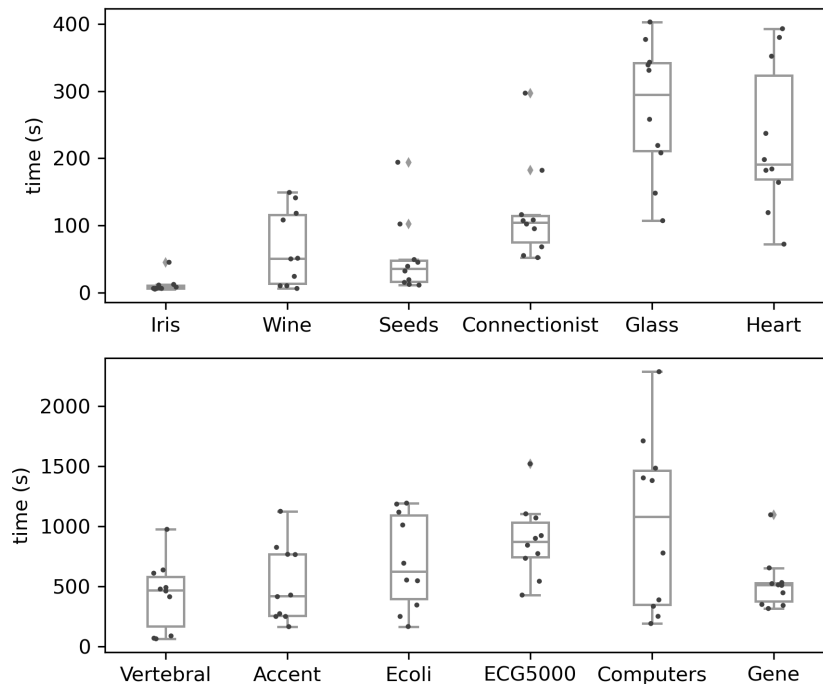 400
300
200
100
0
time (s)
Iris Wine Seeds Connectionist Glass Heart
2000
1500
1000
500
0
time (s)
Vertebral Accent Ecoli ECG5000 Computers Gene